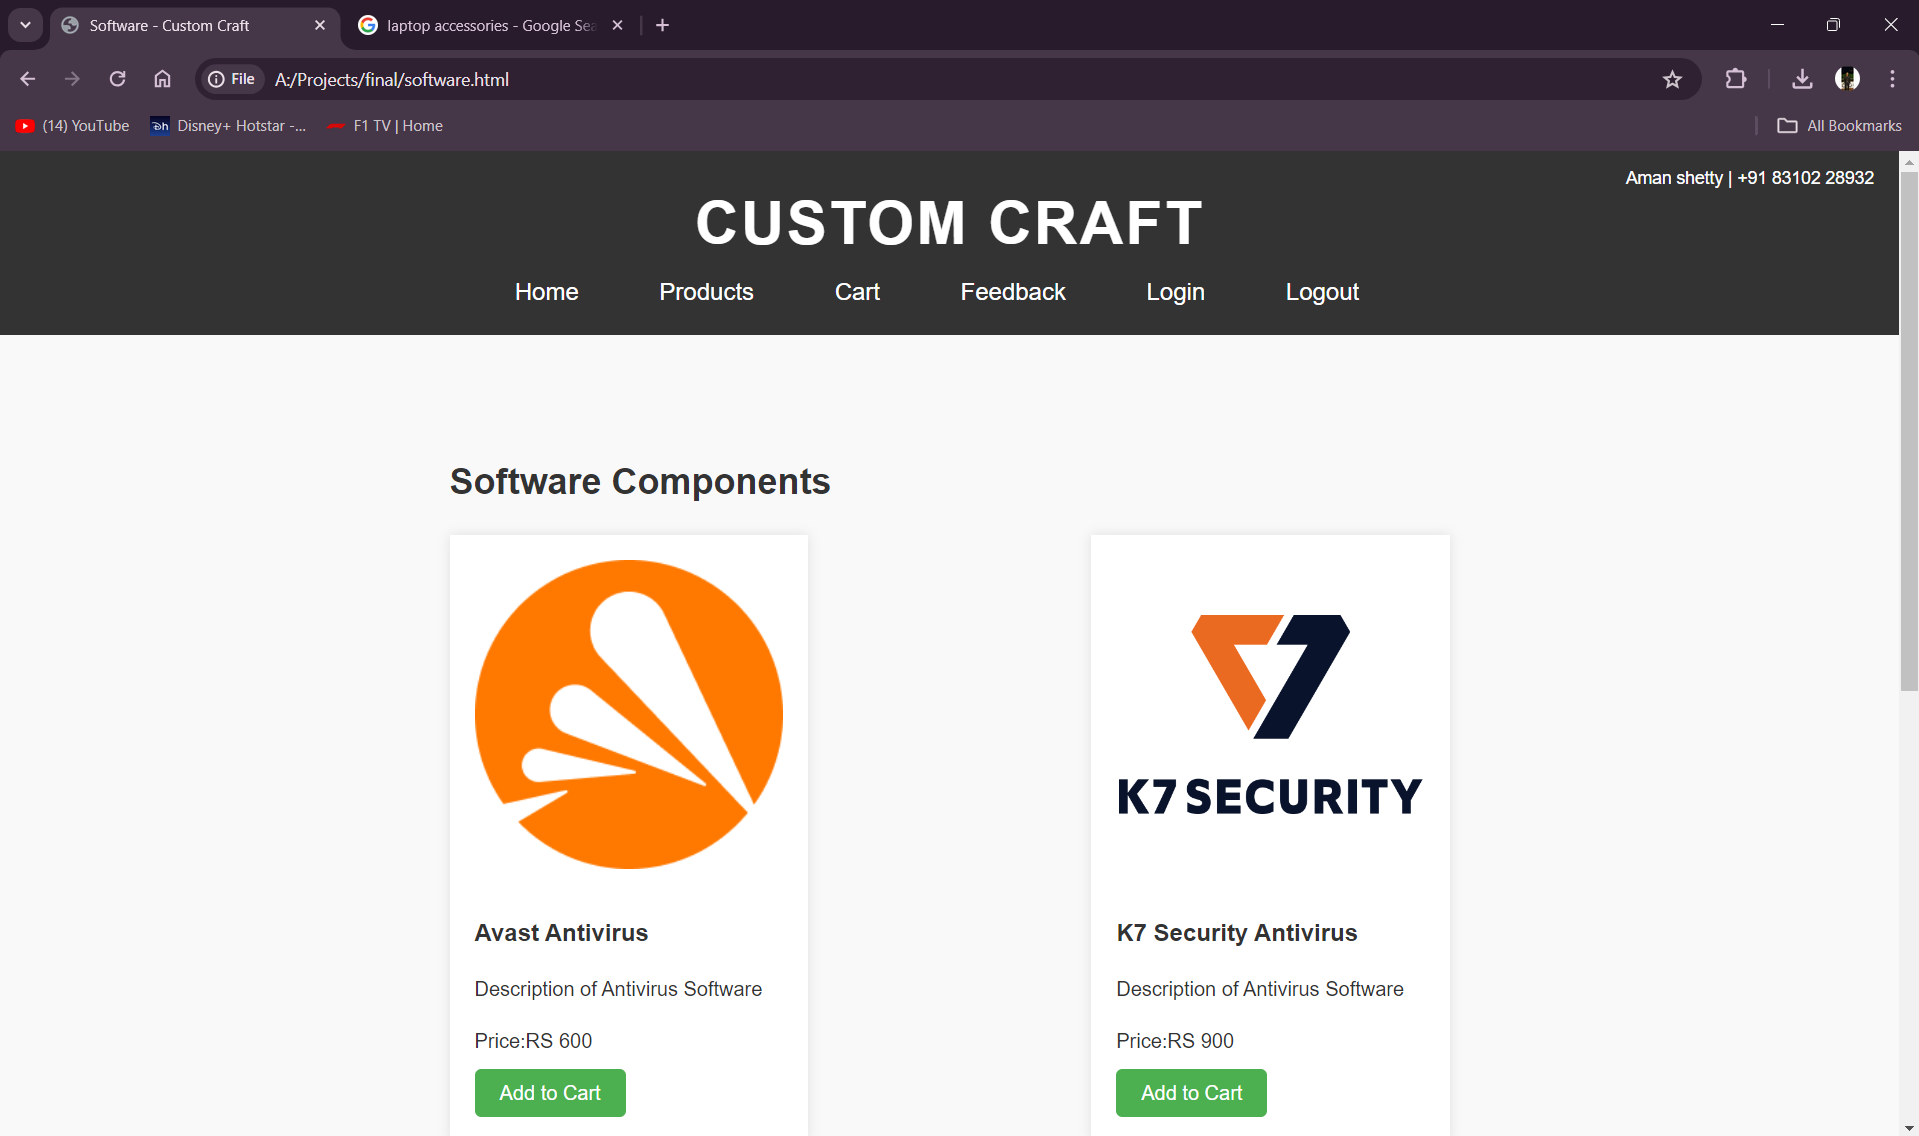 Software - Custom Craft
laptop accessories - Google Sea
File A:/Projects/final/software.html
(14) YouTube Disney+ Hotstar -... F1 TV | Home All Bookmarks
Aman shetty | +91 83102 28932
CUSTOM CRAFT
Home Products Cart Feedback Login Logout
Software Components
K7 SECURITY
Avast Antivirus
Description of Antivirus Software
Price:RS 600
Add to Cart
K7 Security Antivirus
Description of Antivirus Software
Price:RS 900
Add to Cart